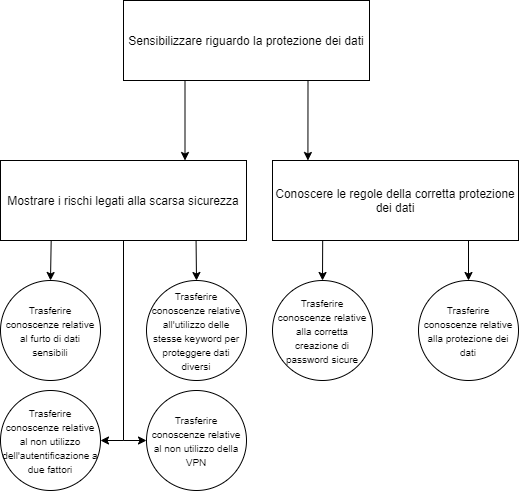 Sensibilizzare riguardo la protezione dei dati
Mostrare i rischi legati alla scarsa sicurezza
Conoscere le regole della corretta protezione
dei dati
Trasferire
conoscenze relative
al furto di dati
sensibili
Trasferire
conoscenze relative
all'utilizzo delle
stesse keyword per
proteggere dati
diversi
Trasferire
conoscenze relative
alla corretta
creazione di
password sicure
Trasferire
conoscenze relative
alla protezione dei
dati
Trasferire
conoscenze relative
al non utilizzo
dell'autentificazione a
due fattori
Trasferire
conoscenze relative
al non utilizzo della
VPN